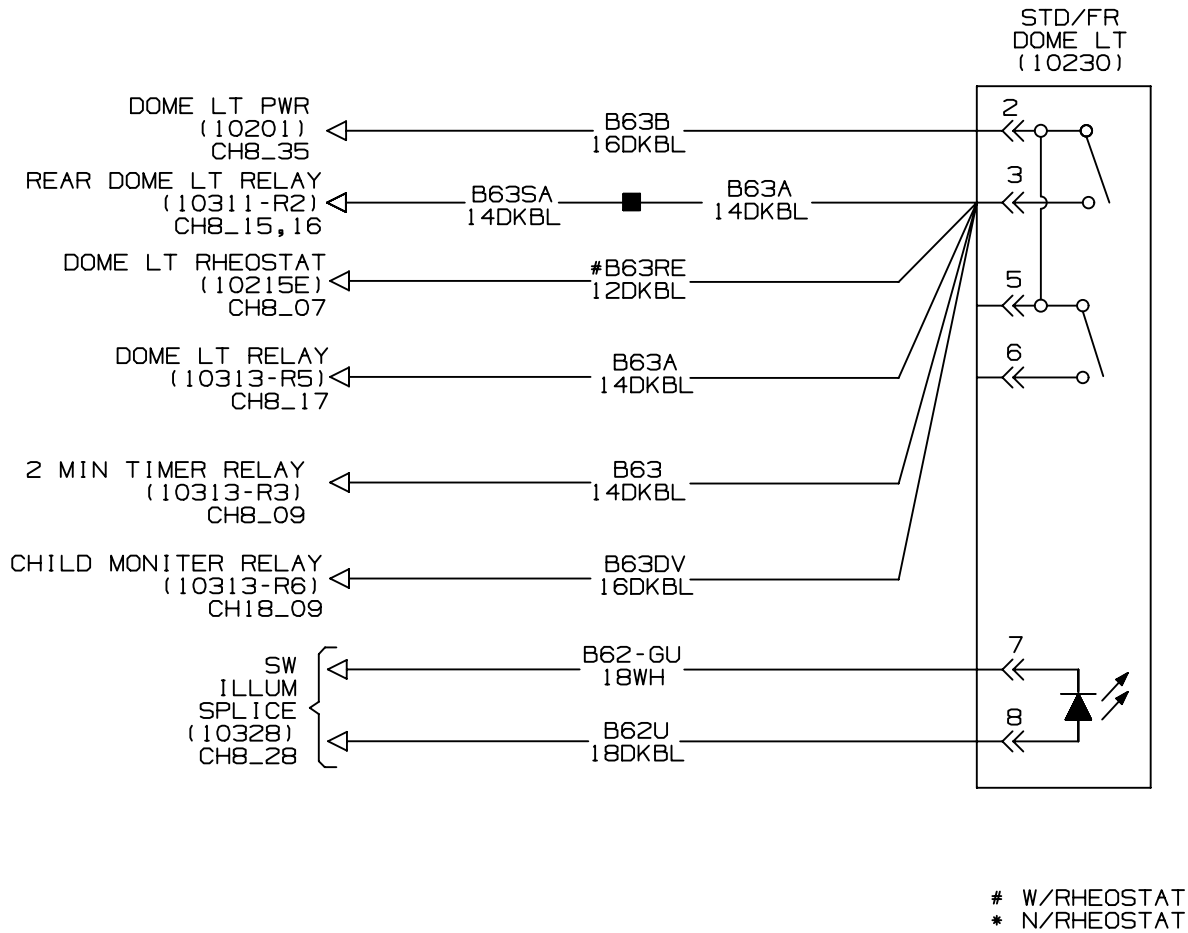 STD/FR
DOME LT
(10230)
DOME LT PWR
(10201)
CH8_35
B63B
16DKBL
2
REAR DOME LT RELAY
(10311-R2)
CH8_15,16
B63SA
14DKBL
B63A
14DKBL
3
DOME LT RHEOSTAT
(10215E)
CH8_07
#B63RE
12DKBL
5
DOME LT RELAY
(10313-R5)
CH8_17
B63A
14DKBL
6
2 MIN TIMER RELAY
(10313-R3)
CH8_09
B63
14DKBL
CHILD MONITER RELAY
(10313-R6)
CH18_09
B63DV
16DKBL
SW
ILLUM
SPLICE
(10328)
CH8_28
B62-GU
18WH
7
B62U
18DKBL
8
# W/RHEOSTAT
* N/RHEOSTAT